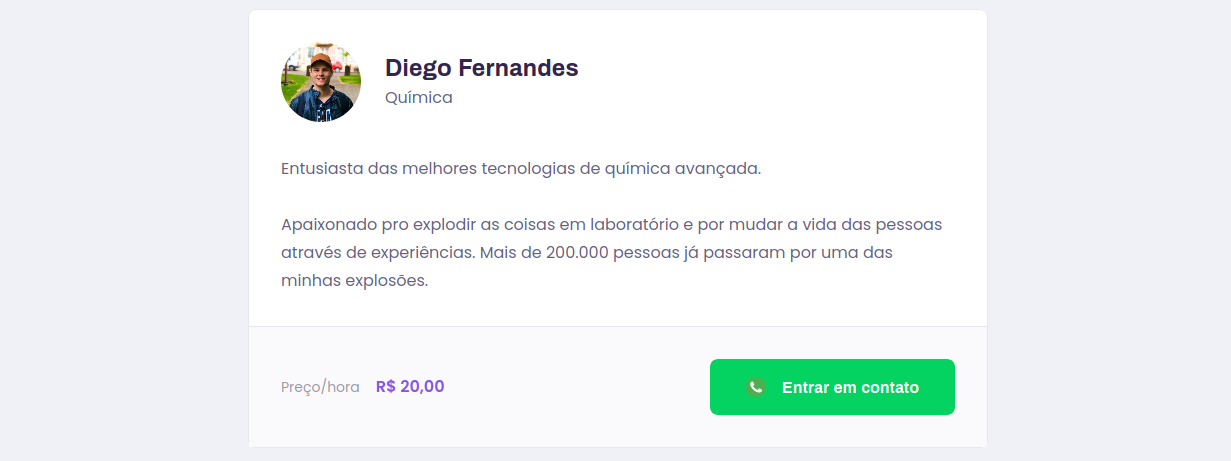 Diego Fernandes
Química
Entusiasta das melhores tecnologias de química avançada.
Apaixonado pro explodir as coisas em laboratório e por mudar a vida das pessoas
através de experiências. Mais de 200.000 pessoas já passaram por uma das
minhas explosões.
Preço/hora R$ 20,00
Entrar em contato